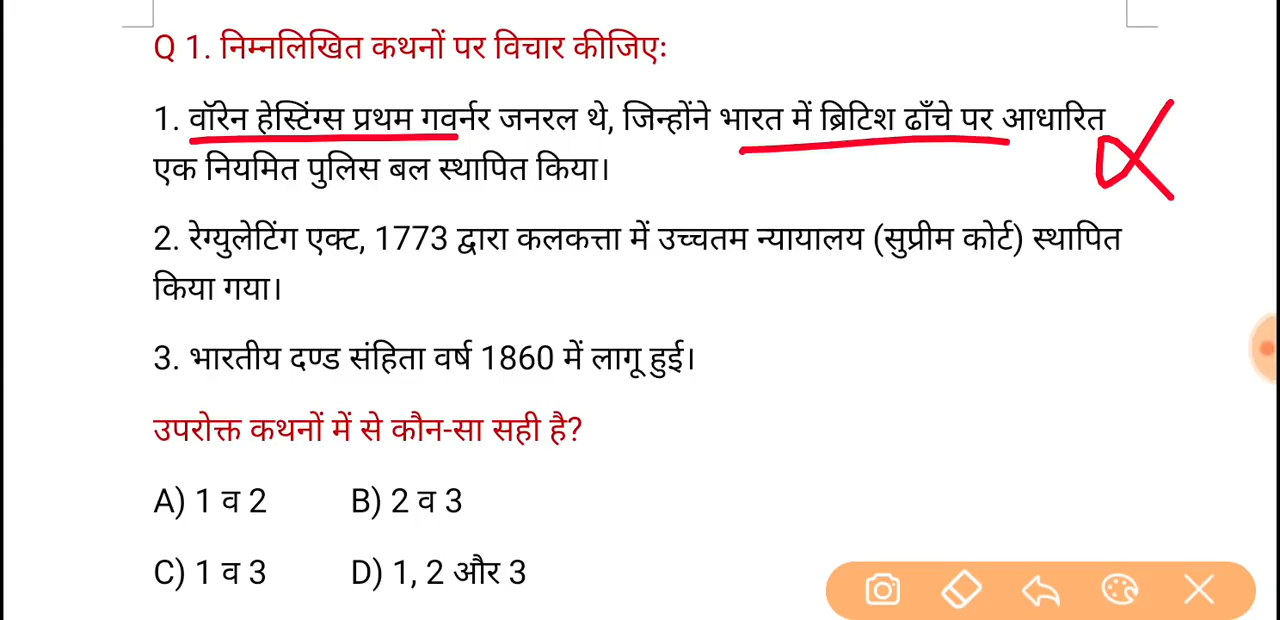 Q 1. निम्नलिखित कथनों पर विचार कीजिए:
1. वॉरेन हेस्टिंग्स प्रथम गवर्नर जनरल थे, जिन्होंने भारत में ब्रिटिश ढाँचे पर आधारित
एक नियमित पुलिस बल स्थापित किया।
2. रेग्युलेटिंग एक्ट, 1773 द्वारा कलकत्ता में उच्चतम न्यायालय (सुप्रीम कोर्ट) स्थापित
किया गया।
3. भारतीय दण्ड संहिता वर्ष 1860 में लागू हुई।
उपरोक्त कथनों में से कौन-सा सही है?
A) 1 व 2 B) 2 व 3
C) 1 व 3 D) 1, 2 और 3